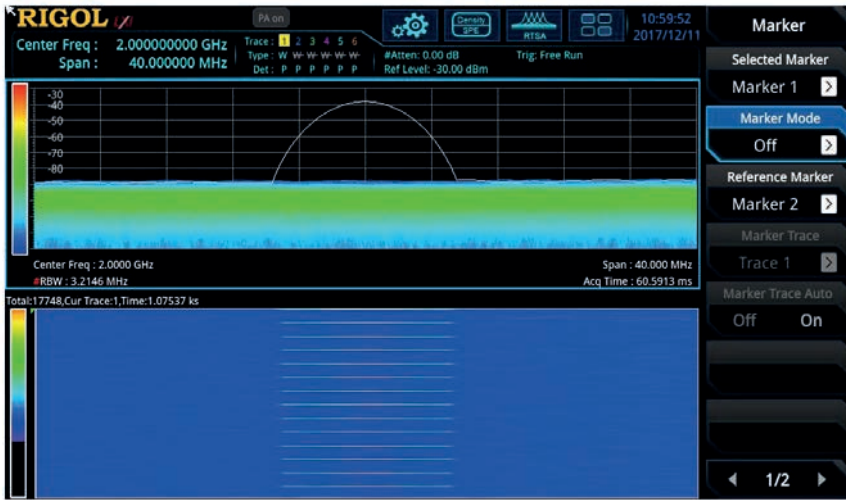 RIGOL
PA on
Density
SPE
RTSA
10:59:52
2017/12/11
Center Freq : 2.000000000 GHz
Span : 40.000000 MHz
Trace : 1 2 3 4 5 6
Type : W W W W W W
Det : P P P P P P
#Atten: 0.00 dB
Ref Level: -30.00 dBm
Trig: Free Run
-30
-40
-50
-60
-70
-80
Center Freq : 2.0000 GHz
Span : 40.000 MHz
#RBW : 3.2146 MHz
Acq Time : 60.5913 ms
Total:17748,Cur Trace:1,Time:1.07537 ks
Marker
Selected Marker
Marker 1
Marker Mode
Off
Reference Marker
Marker 2
Marker Trace
Trace 1
Marker Trace Auto
Off On
1/2